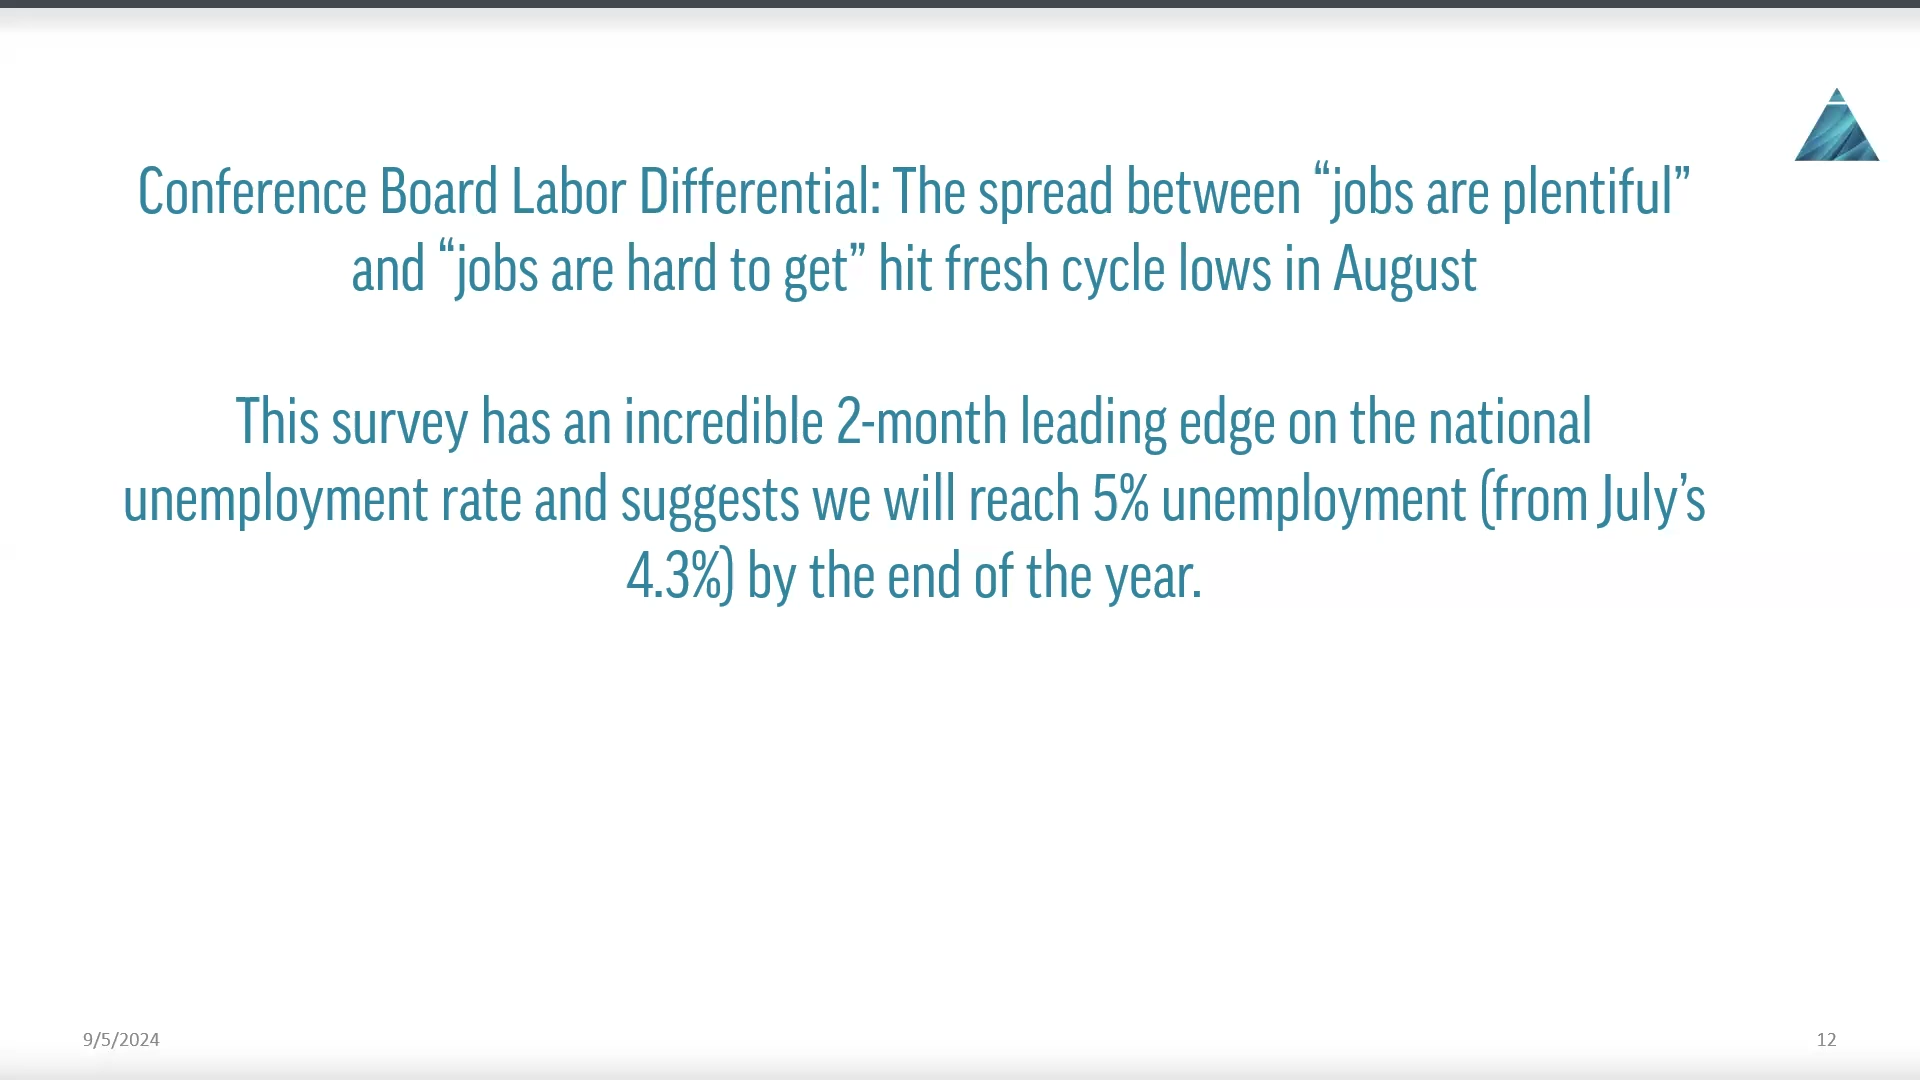 Conference Board Labor Differential: The spread between “jobs are plentiful”
and “jobs are hard to get” hit fresh cycle lows in August
This survey has an incredible 2-month leading edge on the national
unemployment rate and suggests we will reach 5% unemployment (from July’s
4.3%) by the end of the year.
9/5/2024
12